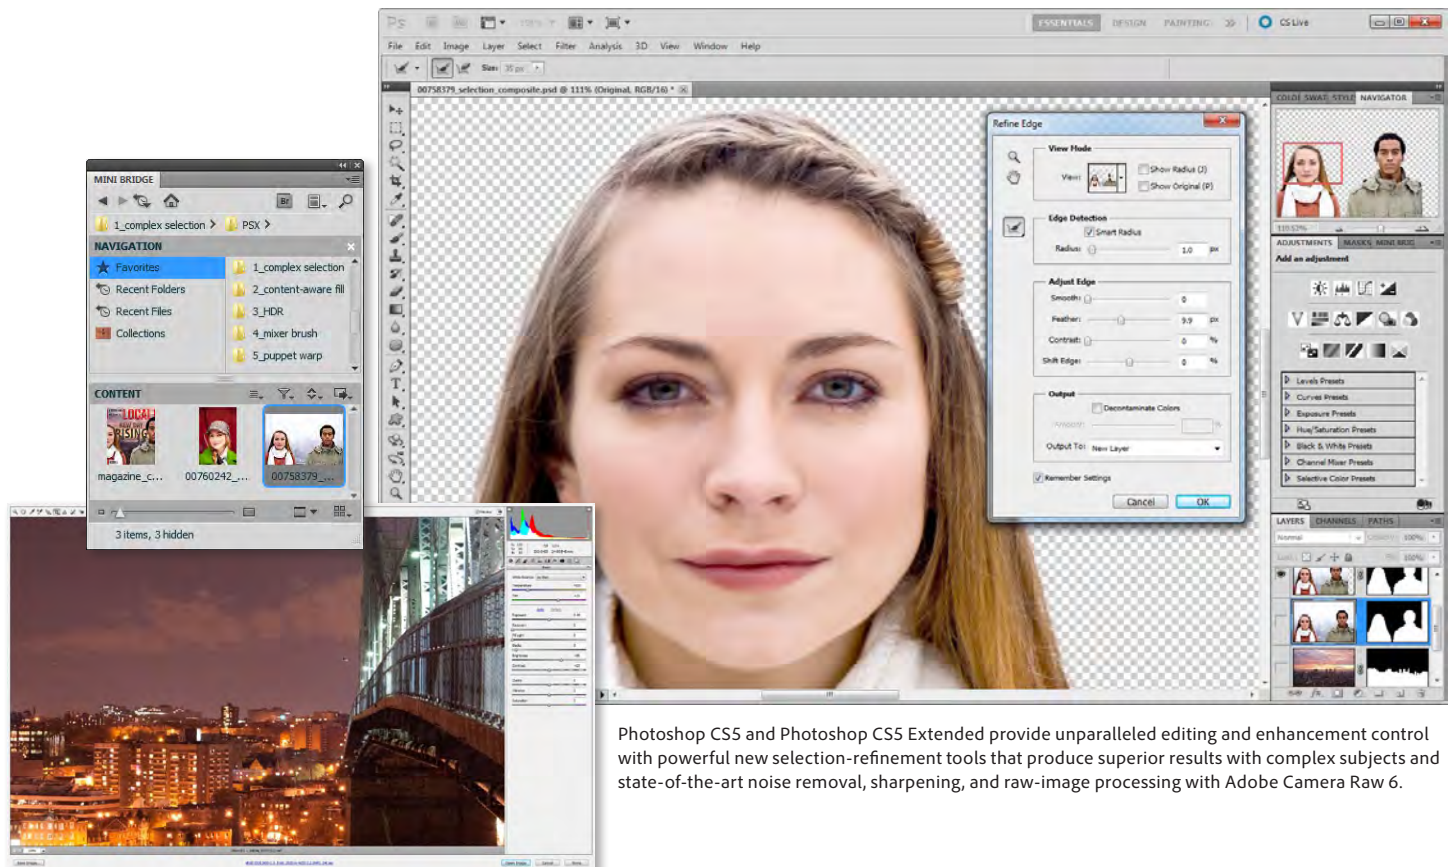 Ps
ESSENTIALS DESIGN PAINTING CS Live
File Edit Image Layer Select Filter Analysis 3D View Window Help
Size: 35 px
00758379_selection_composite.psd @ 111% (Original, RGB/16) *
MINI BRIDGE
Br
1_complex selection PSX
NAVIGATION
Favorites
Recent Folders
Recent Files
Collections
1_complex selection
2_content-aware fill
3_HDR
4_mixer brush
5_puppet warp
CONTENT
LOCAL
RISING
magazine_c... 00760242_... 00758379_...
3 items, 3 hidden
Refine Edge
View Mode
View:
Show Radius (J)
Show Original (P)
Edge Detection
Smart Radius
Radius: 1.0 px
Adjust Edge
Smooth: 0
Feather: 9.9 px
Contrast: 0 %
Shift Edge: 0 %
Output
Decontaminate Colors
Amount: %
Output To: New Layer
Remember Settings
Cancel OK
NAVIGATOR
ADJUSTMENTS MASKS MINI BRIDG
Add an adjustment
Levels Presets
Curves Presets
Exposure Presets
Hue/Saturation Presets
Black & White Presets
Channel Mixer Presets
Selective Color Presets
LAYERS CHANNELS PATHS
Normal 100%
100%
Photoshop CS5 and Photoshop CS5 Extended provide unparalleled editing and enhancement control
with powerful new selection-refinement tools that produce superior results with complex subjects and
state-of-the-art noise removal, sharpening, and raw-image processing with Adobe Camera Raw 6.